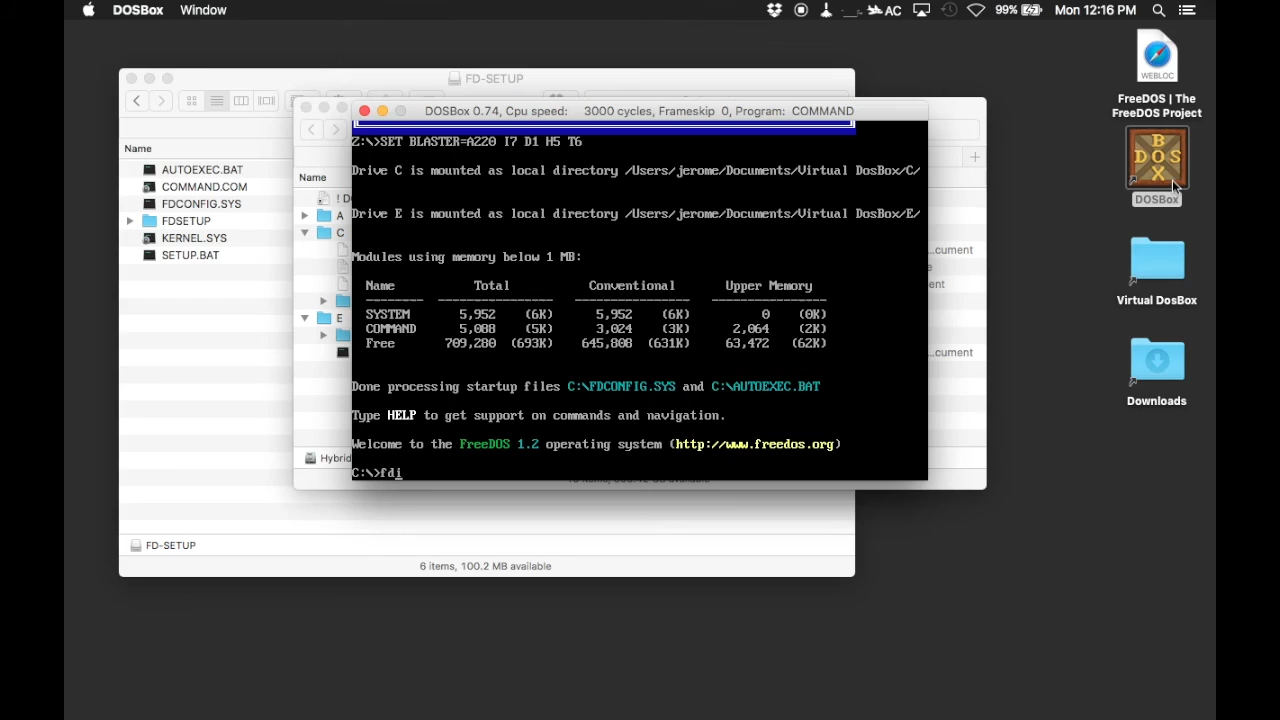 DOSBox Window
AC 99% Mon 12:16 PM
WEBLOC
FreeDOS | The
FreeDOS Project
BOX
DOS
DOSBox
Virtual DosBox
Downloads
FD-SETUP
Name
AUTOEXEC.BAT
COMMAND.COM
FDCONFIG.SYS
FDSETUP
KERNEL.SYS
SETUP.BAT
FD-SETUP
6 items, 100.2 MB available
Name
A
C
E
Hybrid
...cument
...cument
DOSBox 0.74, Cpu speed: 3000 cycles, Frameskip 0, Program: COMMAND
Z:\>SET BLASTER=A220 I7 D1 H5 T6
Drive C is mounted as local directory /Users/jerome/Documents/Virtual DosBox/C/
Drive E is mounted as local directory /Users/jerome/Documents/Virtual DosBox/E/
Modules using memory below 1 MB:
Name Total Conventional Upper Memory
-------- ---------------- ---------------- ----------------
SYSTEM 5,952 (6K) 5,952 (6K) 0 (0K)
COMMAND 5,088 (5K) 3,024 (3K) 2,064 (2K)
Free 709,280 (693K) 645,808 (631K) 63,472 (62K)
Done processing startup files C:\FDCONFIG.SYS and C:\AUTOEXEC.BAT
Type HELP to get support on commands and navigation.
Welcome to the FreeDOS 1.2 operating system (http://www.freedos.org)
C:\>fdi